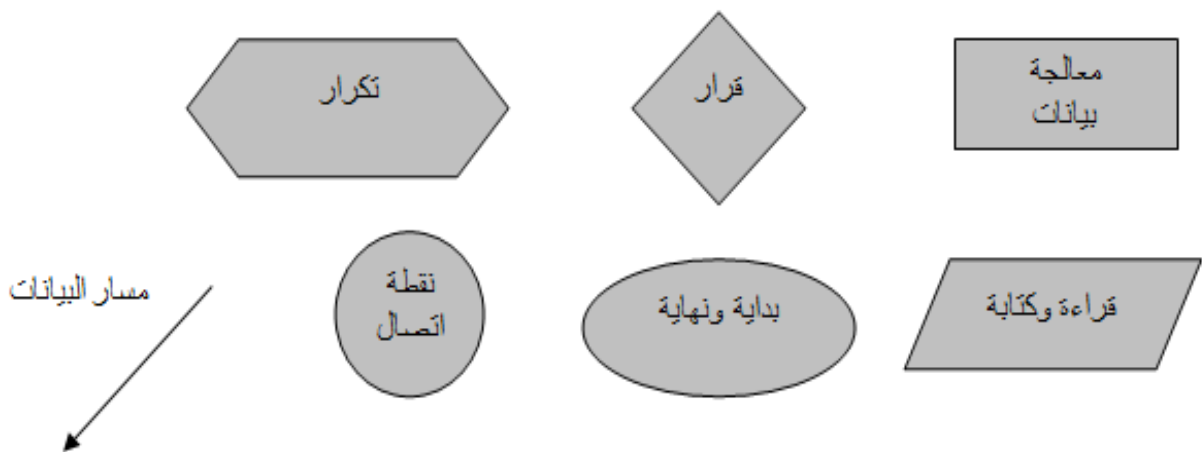 معالجة
بيانات
قرار
تكرار
قراءة وكتابة
بداية ونهاية
نقطة
اتصال
مسار البيانات